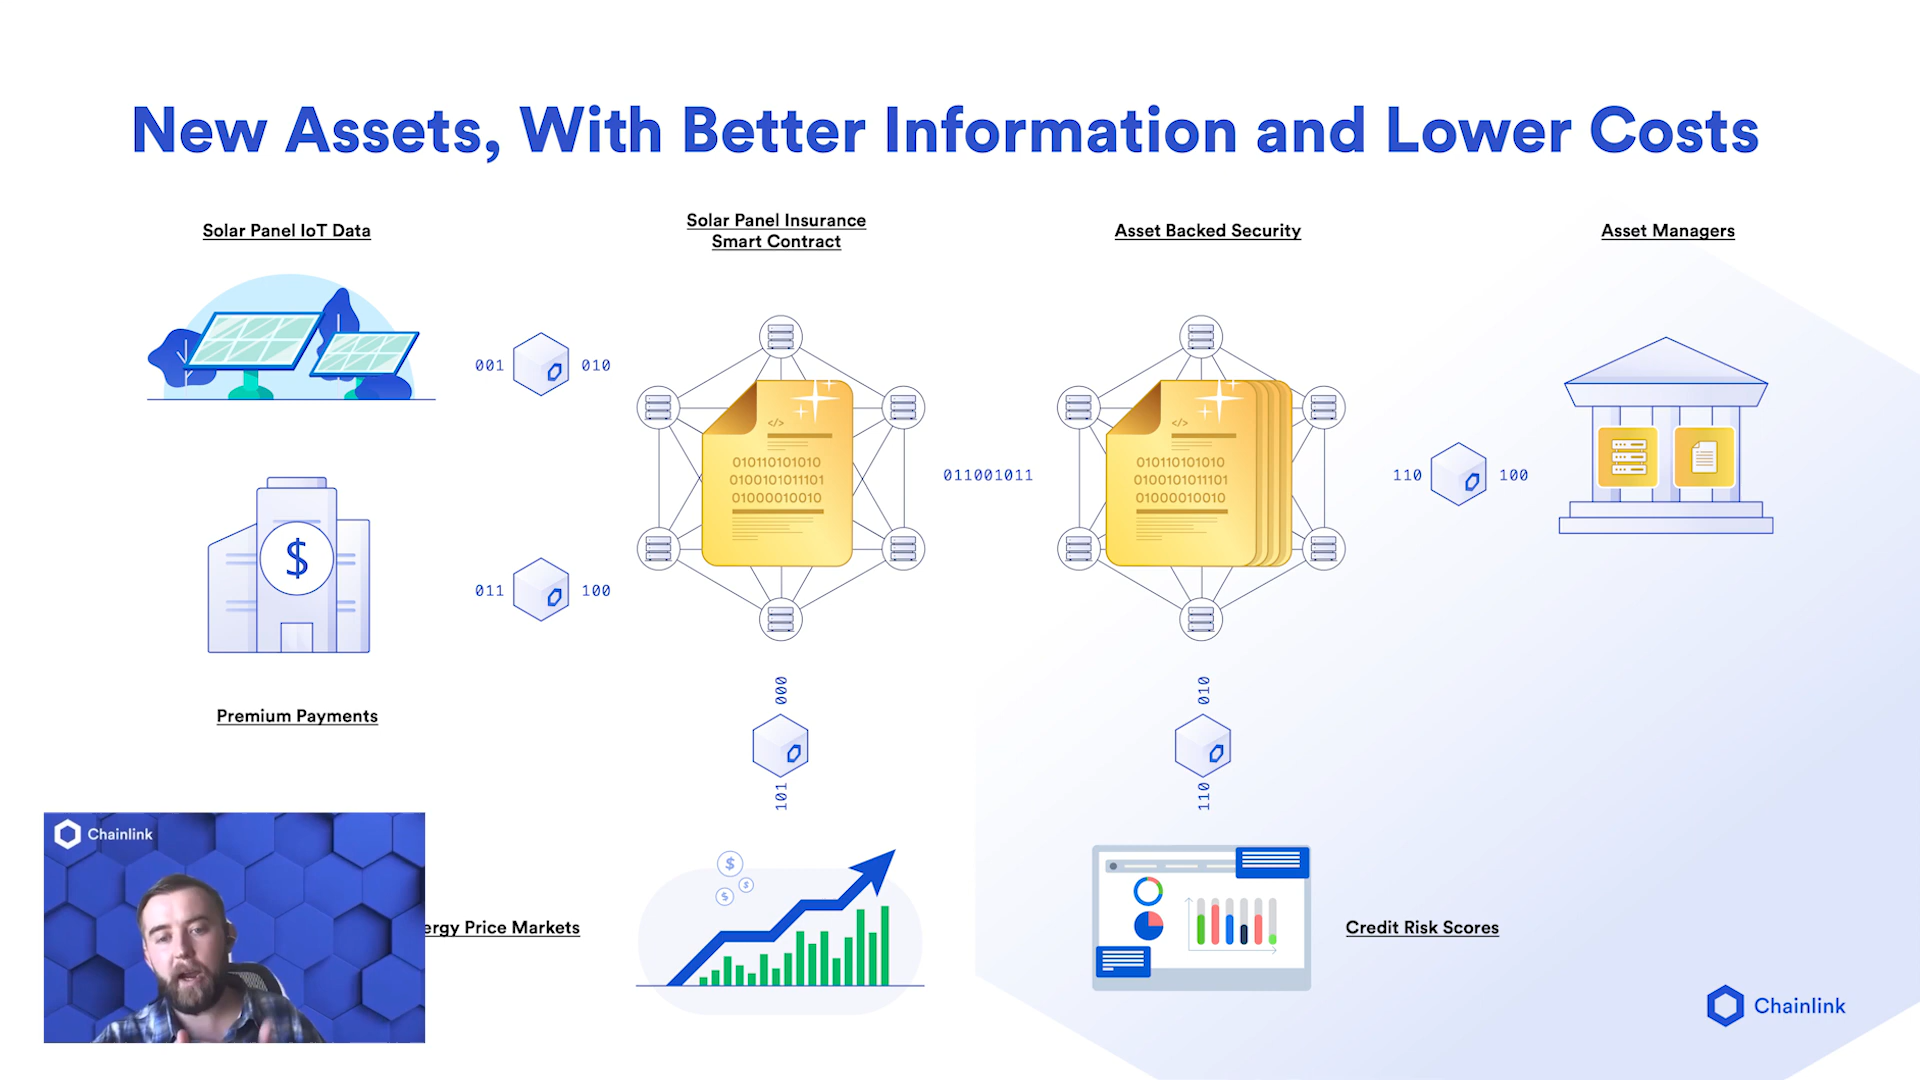 New Assets, With Better Information and Lower Costs
Solar Panel IoT Data
Solar Panel Insurance
Smart Contract
Asset Backed Security
Asset Managers
001
010
</>
010110101010
0100101011101
01000010010
011001011
</>
010110101010
0100101011101
01000010010
110
100
$
011
100
Premium Payments
000
101
010
110
Chainlink
ergy Price Markets
$
$
$
Credit Risk Scores
Chainlink